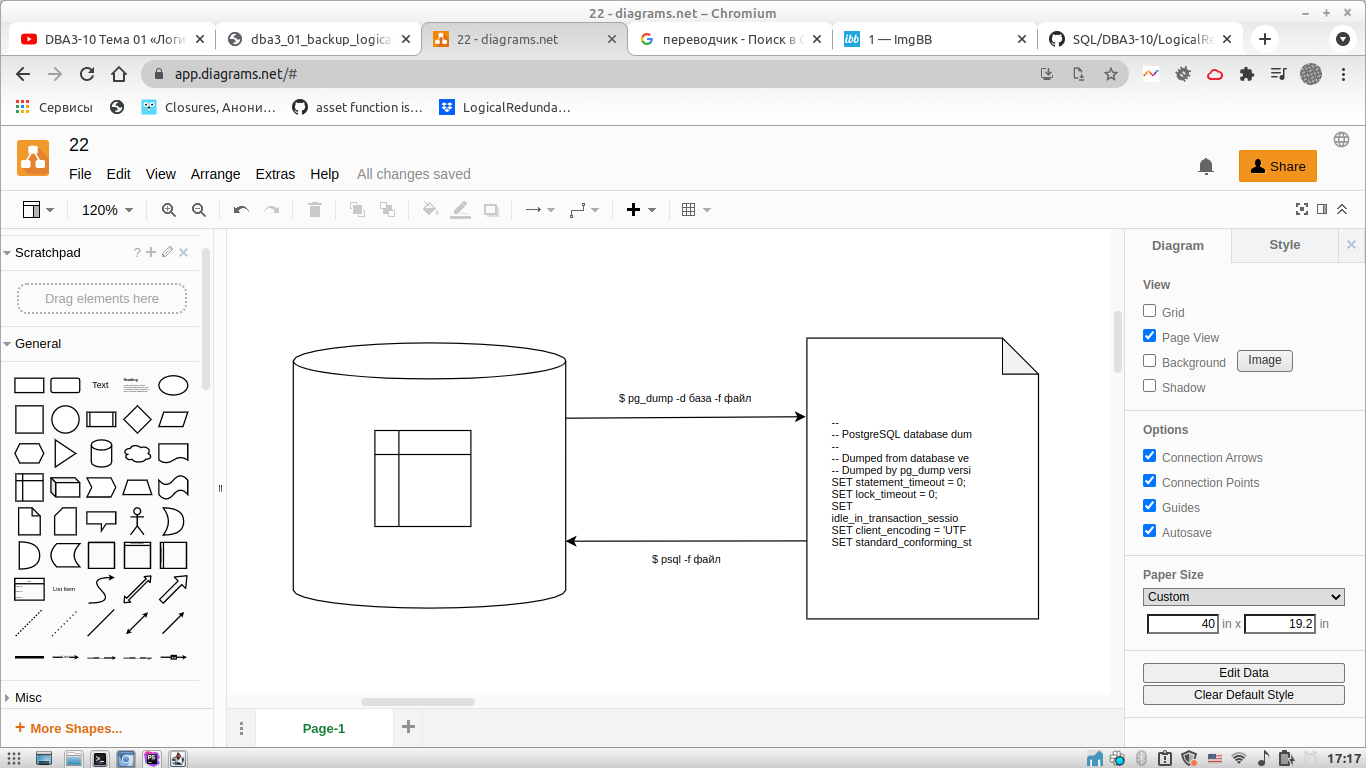 22 - diagrams.net – Chromium
DBA3-10 Тема 01 «Логи
dba3_01_backup_logica
22 - diagrams.net
переводчик - Поиск в
1 — ImgBB
SQL/DBA3-10/LogicalRe
app.diagrams.net/#
Сервисы
Closures, Анони…
asset function is…
LogicalRedunda…
22
File Edit View Arrange Extras Help All changes saved
Share
120%
Scratchpad
?
Drag elements here
General
Text
Heading
List Item
Misc
+ More Shapes...
$ pg_dump -d база -f файл
$ psql -f файл
--
-- PostgreSQL database dum
--
-- Dumped from database ve
-- Dumped by pg_dump versi
SET statement_timeout = 0;
SET lock_timeout = 0;
SET
idle_in_transaction_sessio
SET client_encoding = 'UTF
SET standard_conforming_st
Page-1
Diagram Style
View
Grid
Page View
Background Image
Shadow
Options
Connection Arrows
Connection Points
Guides
Autosave
Paper Size
Custom
40 in x 19.2 in
Edit Data
Clear Default Style
17:17